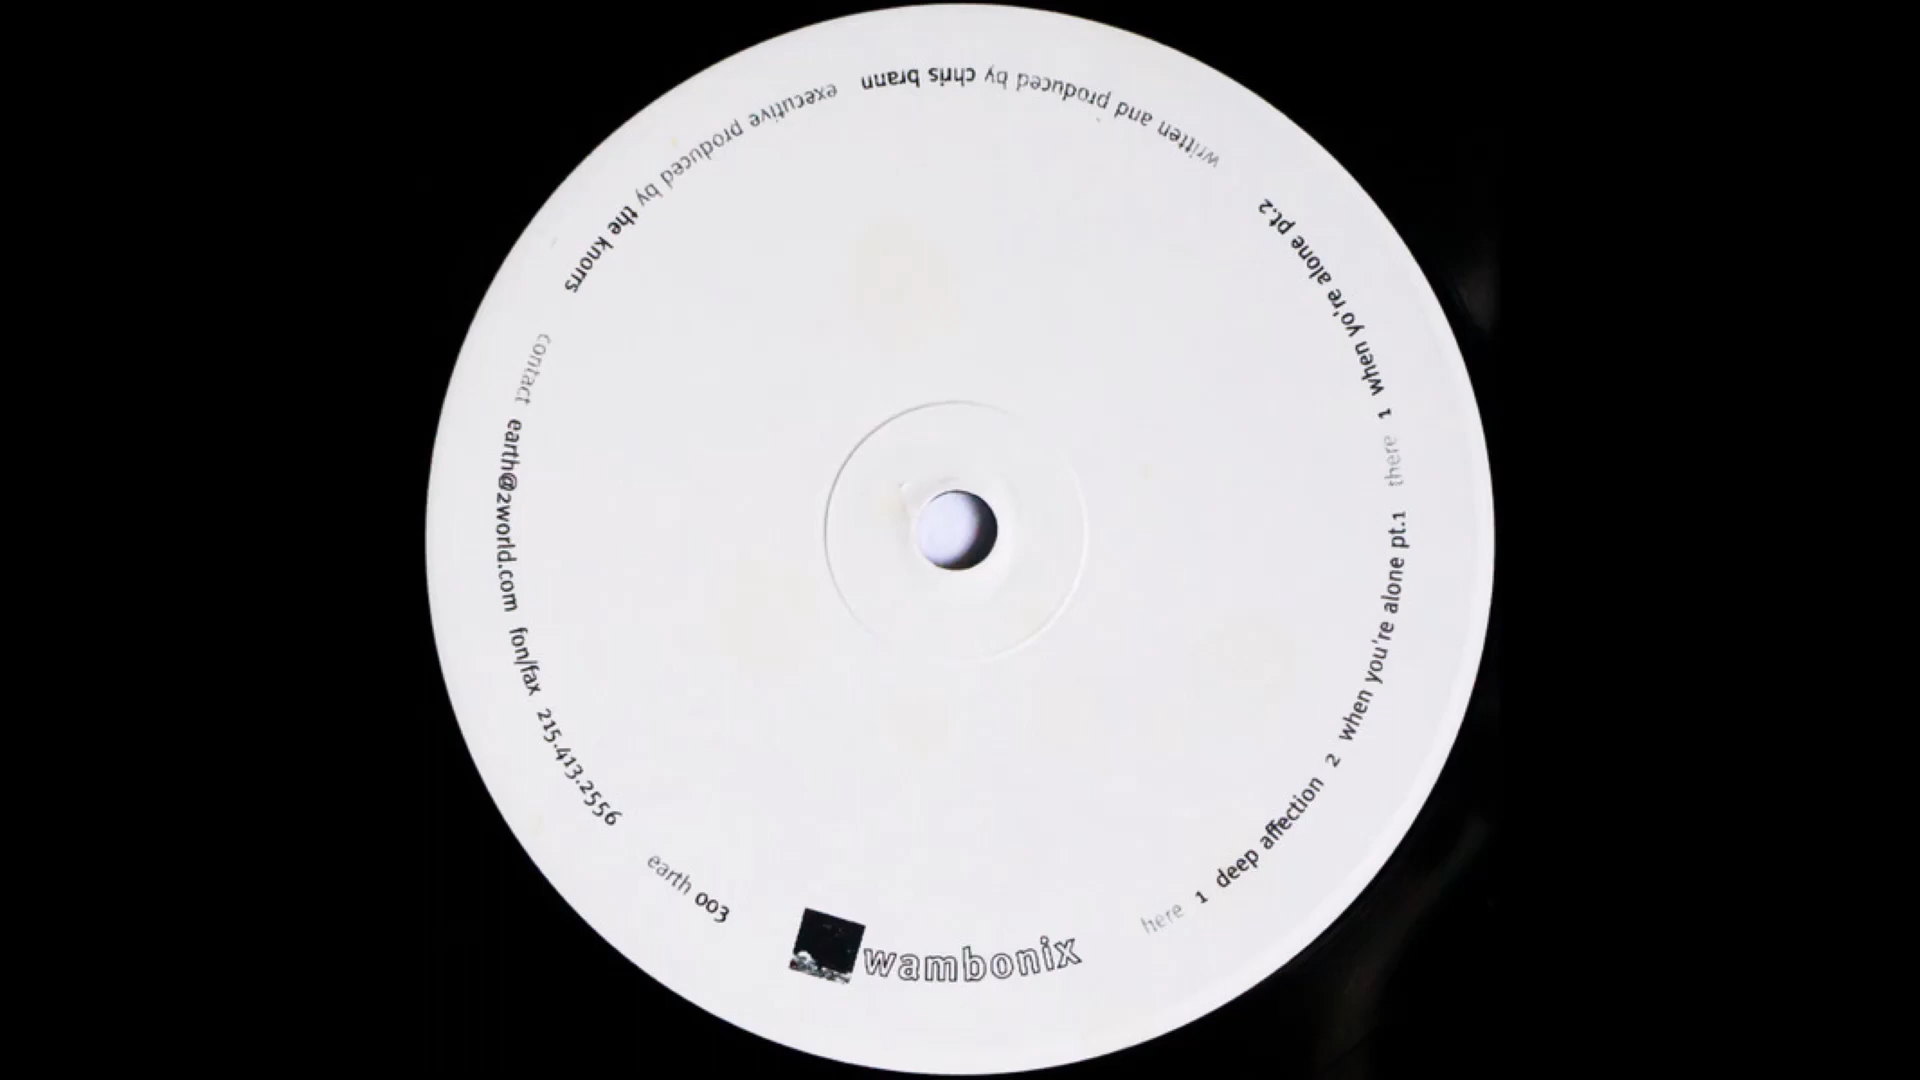 wambonix
here 1 deep affection 2 when you're alone pt.1
there 1 when yo're alone pt.2
written and produced by chris brann
executive produced by the knorrs
contact earth@2world.com fon/fax 215.413.2556
earth 003